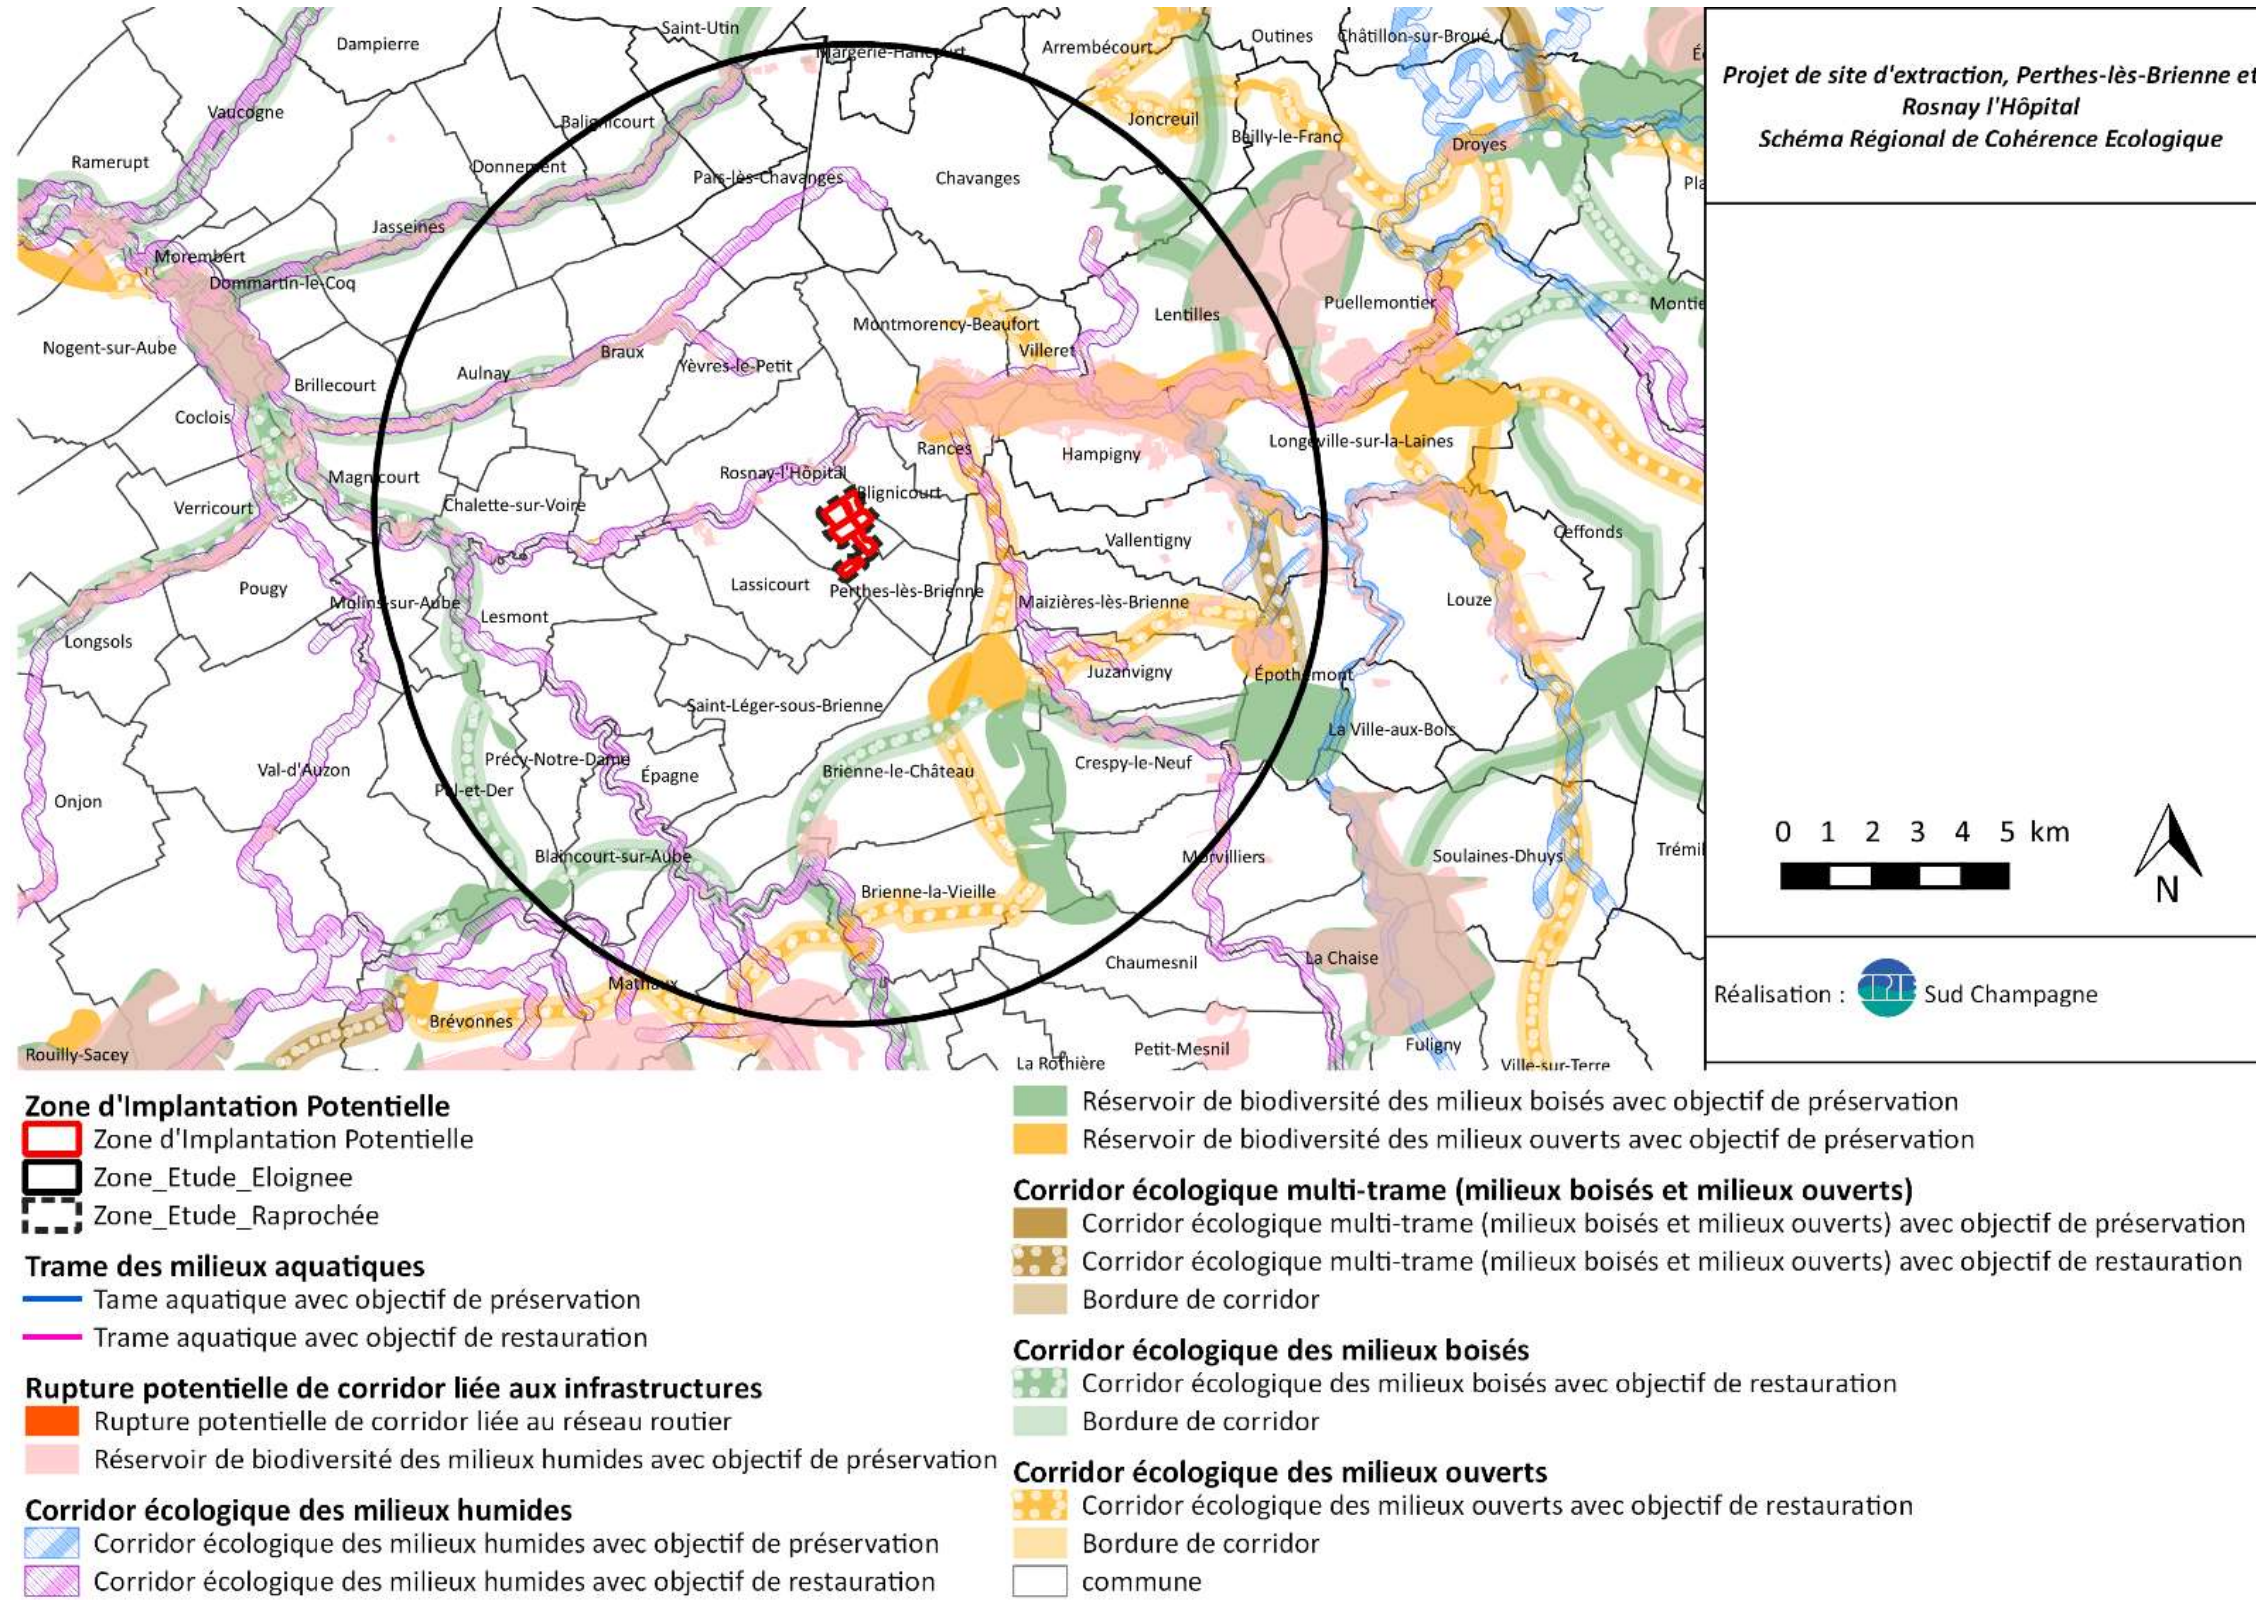 Saint-Utin
Dampierre
Margerie-Hancourt
Arrembécourt
Outines
Châtillon-sur-Broué
Vaucogne
Balignicourt
Joncreuil
Bailly-le-Franc
Droyes
Ramerupt
Donnement
Pars-lès-Chavanges
Chavanges
Jasseines
Morembert
Dommartin-le-Coq
Lentilles
Puellemontier
Montmorency-Beaufort
Nogent-sur-Aube
Braux
Villeret
Yèvres-le-Petit
Aulnay
Brillecourt
Coclois
Longeville-sur-la-Laines
Rances
Hampigny
Magnicourt
Rosnay-l'Hôpital
Blignicourt
Verricourt
Chalette-sur-Voire
Ceffonds
Vallentigny
Pougy
Lassicourt
Perthes-lès-Brienne
Molins-sur-Aube
Maizières-lès-Brienne
Louze
Lesmont
Longsols
Juzanvigny
Épothémont
Saint-Léger-sous-Brienne
La Ville-aux-Bois
Précy-Notre-Dame
Val-d'Auzon
Épagne
Brienne-le-Château
Crespy-le-Neuf
Onjon
Blaincourt-sur-Aube
Morvilliers
Soulaines-Dhuys
Brienne-la-Vieille
La Chaise
Chaumesnil
Mathaux
Brévonnes
Rouilly-Sacey
La Rothière
Petit-Mesnil
Fuligny
Ville-sur-Terre
Projet de site d'extraction, Perthes-lès-Brienne et
Rosnay l'Hôpital
Schéma Régional de Cohérence Ecologique
0 1 2 3 4 5 km
N
Réalisation :
Sud Champagne
Zone d'Implantation Potentielle
Zone d'Implantation Potentielle
Zone_Etude_Eloignee
Zone_Etude_Raprochée
Trame des milieux aquatiques
Tame aquatique avec objectif de préservation
Trame aquatique avec objectif de restauration
Rupture potentielle de corridor liée aux infrastructures
Rupture potentielle de corridor liée au réseau routier
Réservoir de biodiversité des milieux humides avec objectif de préservation
Corridor écologique des milieux humides
Corridor écologique des milieux humides avec objectif de préservation
Corridor écologique des milieux humides avec objectif de restauration
Réservoir de biodiversité des milieux boisés avec objectif de préservation
Réservoir de biodiversité des milieux ouverts avec objectif de préservation
Corridor écologique multi-trame (milieux boisés et milieux ouverts)
Corridor écologique multi-trame (milieux boisés et milieux ouverts) avec objectif de préservation
Corridor écologique multi-trame (milieux boisés et milieux ouverts) avec objectif de restauration
Bordure de corridor
Corridor écologique des milieux boisés
Corridor écologique des milieux boisés avec objectif de restauration
Bordure de corridor
Corridor écologique des milieux ouverts
Corridor écologique des milieux ouverts avec objectif de restauration
Bordure de corridor
commune